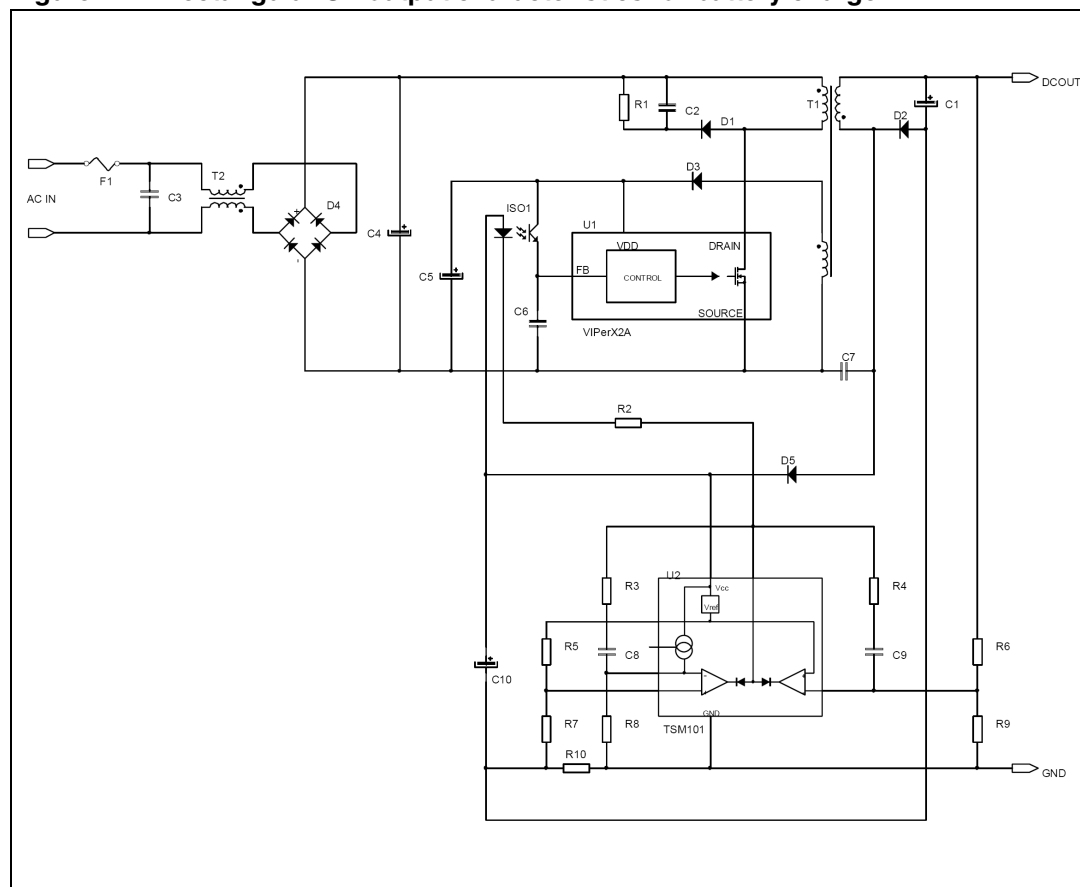 DCOUT
R1
C2
D1
T1
D2
C1
D3
F1
T2
C3
AC IN
D4
C4
ISO1
U1
VDD
DRAIN
FB
CONTROL
C5
C6
SOURCE
VIPerX2A
C7
R2
D5
U2
R3
Vcc
R4
Vref
R5
C8
C9
R6
C10
-
+
+
-
R7
R8
GND
TSM101
R9
R10
GND